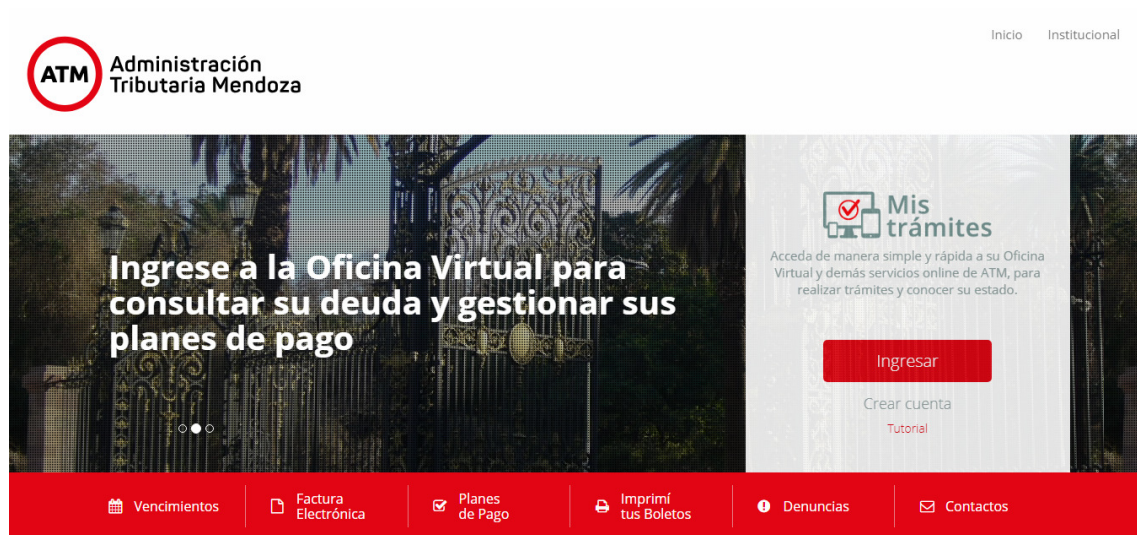 Inicio Institucional
ATM
Administración
Tributaria Mendoza
Ingrese a la Oficina Virtual para
consultar su deuda y gestionar sus
planes de pago
Mis
trámites
Acceda de manera simple y rápida a su Oficina
Virtual y demás servicios online de ATM, para
realizar trámites y conocer su estado.
Ingresar
Crear cuenta
Tutorial
Vencimientos
Factura
Electrónica
Planes
de Pago
Imprimí
tus Boletos
Denuncias
Contactos